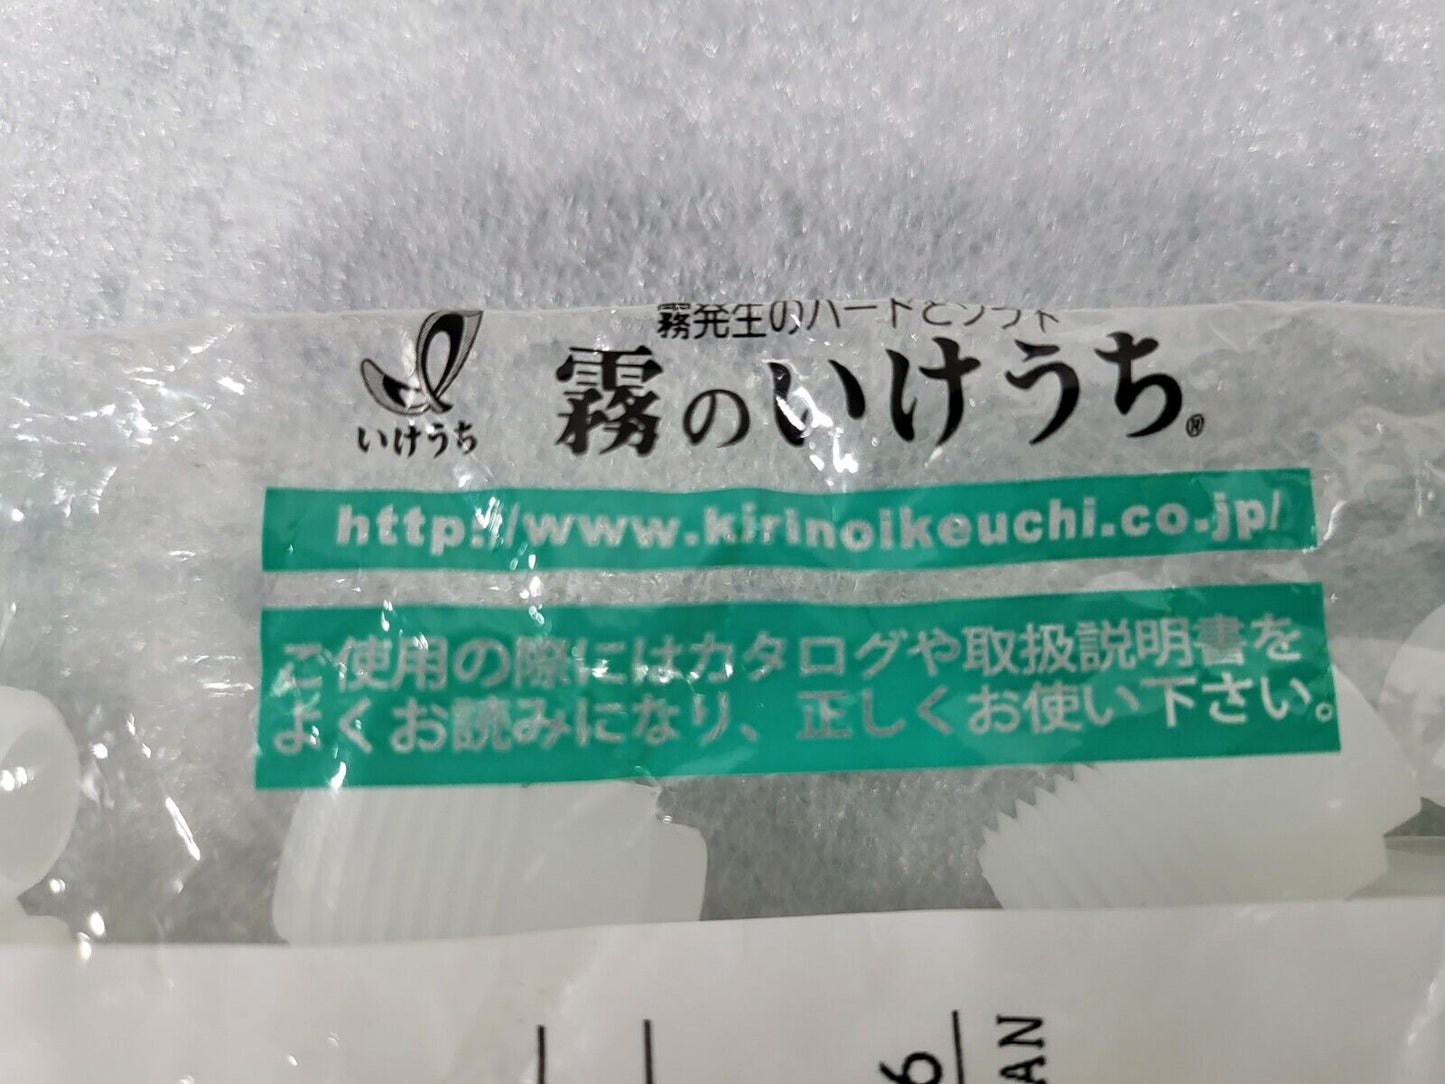 霧発生のハードとソフト
いけうち
霧のいけうち®
http://www.kirinoikeuchi.co.jp/
ご使用の際にはカタログや取扱説明書を
よくお読みになり、正しくお使い下さい。
6
AN